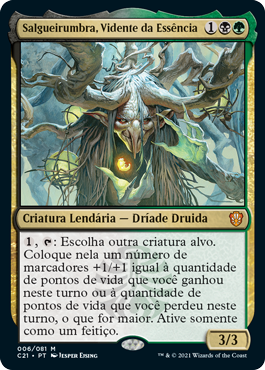 Salgueirumbra, Vidente da Essência 1
Criatura Lendária — Dríade Druida
1, : Escolha outra criatura alvo.
Coloque nela um número de
marcadores +1/+1 igual à quantidade
de pontos de vida que você ganhou
neste turno ou à quantidade de
pontos de vida que você perdeu neste
turno, o que for maior. Ative somente
como um feitiço.
3/3
006/081 M
C21 • PT Jesper Ejsing
™ & © 2021 Wizards of the Coast